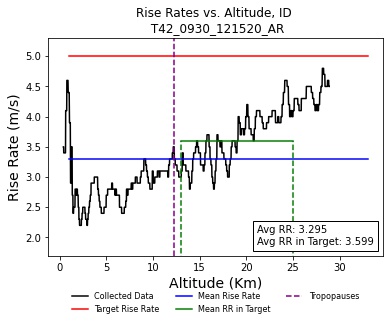 Rise Rates vs. Altitude, ID
T42_0930_121520_AR
Rise Rate (m/s)
5.0
4.5
4.0
3.5
3.0
2.5
2.0
Avg RR: 3.295
Avg RR in Target: 3.599
0 5 10 15 20 25 30
Altitude (Km)
Collected Data Mean Rise Rate Tropopauses
Target Rise Rate Mean RR in Target